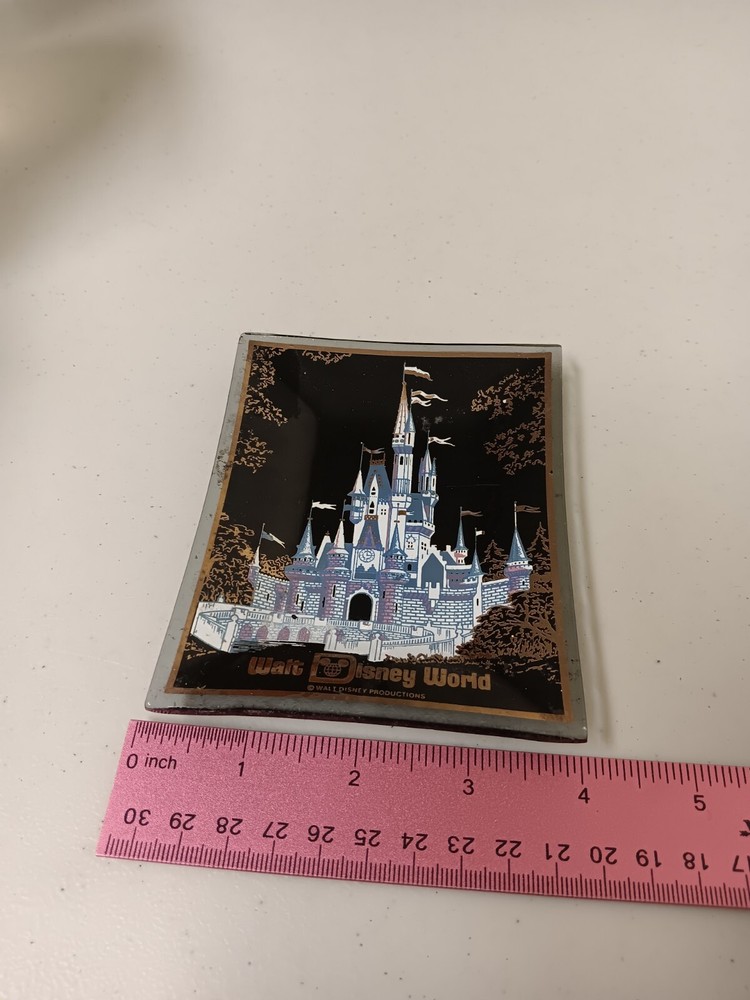 Walt Disney World
© WALT DISNEY PRODUCTIONS
0 inch 1 2 3 4 5
30 29 28 27 26 25 24 23 22 21 20 19 18 17